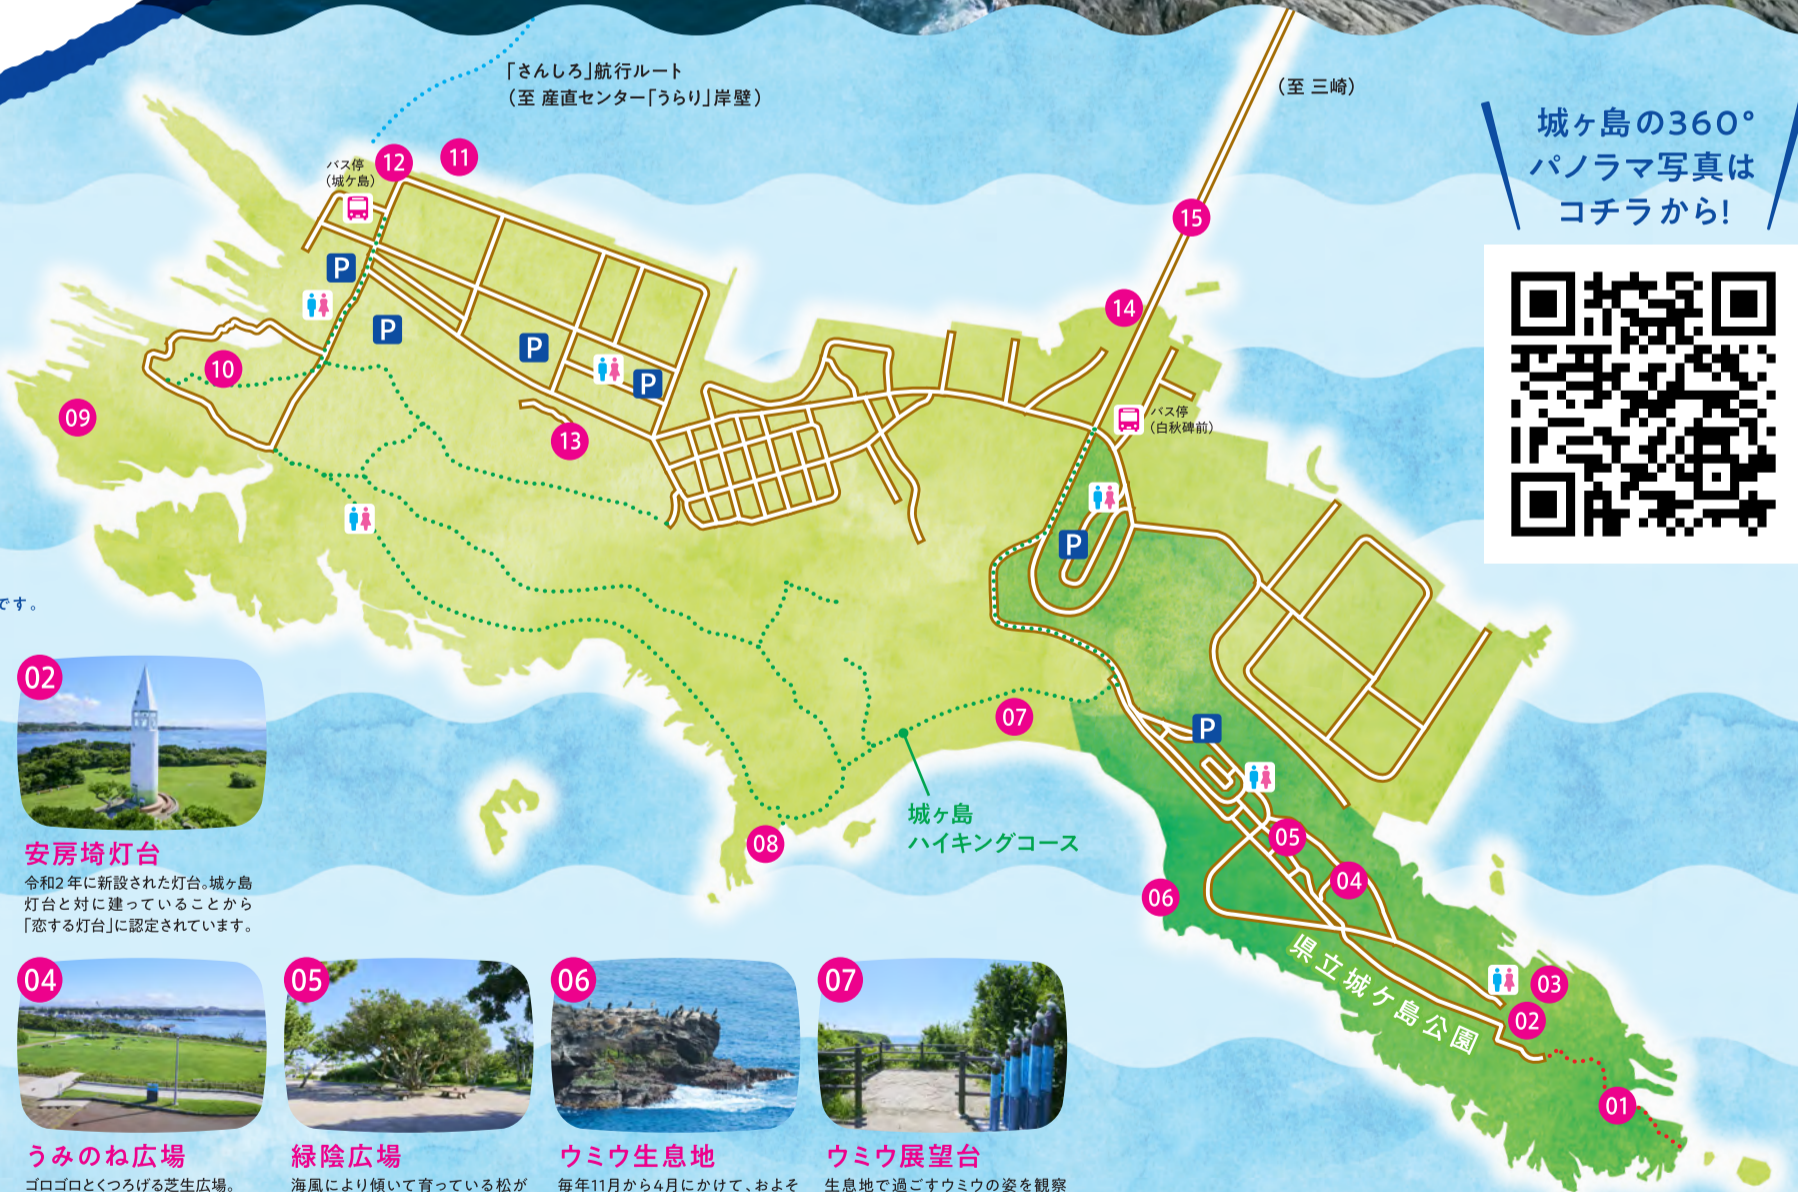 「さんしろ」航行ルート
(至 産直センター「うらり」岸壁)
(至 三崎)
城ヶ島の360°
パノラマ写真は
コチラから!
バス停
(城ケ島)
12
11
15
14
P
P
P
P
10
09
13
バス停
(白秋碑前)
P
です。
07
P
城ヶ島
ハイキングコース
08
05
04
06
県立城ケ島公園
03
02
01
02
安房埼灯台
令和2年に新設された灯台。城ヶ島
灯台と対に建っていることから
「恋する灯台」に認定されています。
04
うみのね広場
ゴロゴロとくつろげる芝生広場。
05
緑陰広場
海風により傾いて育っている松が
06
ウミウ生息地
毎年11月から4月にかけて、およそ
07
ウミウ展望台
生息地で過ごすウミウの姿を観察